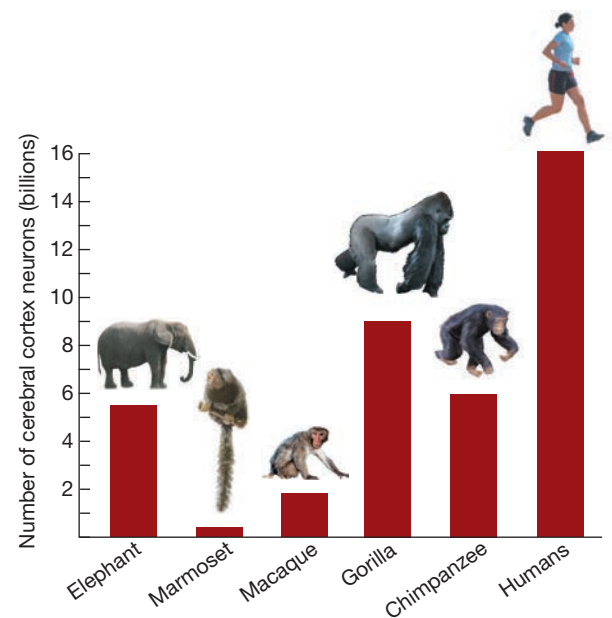 Number of cerebral cortex neurons (billions)
16
14
12
10
8
6
4
2
Elephant
Marmoset
Macaque
Gorilla
Chimpanzee
Humans